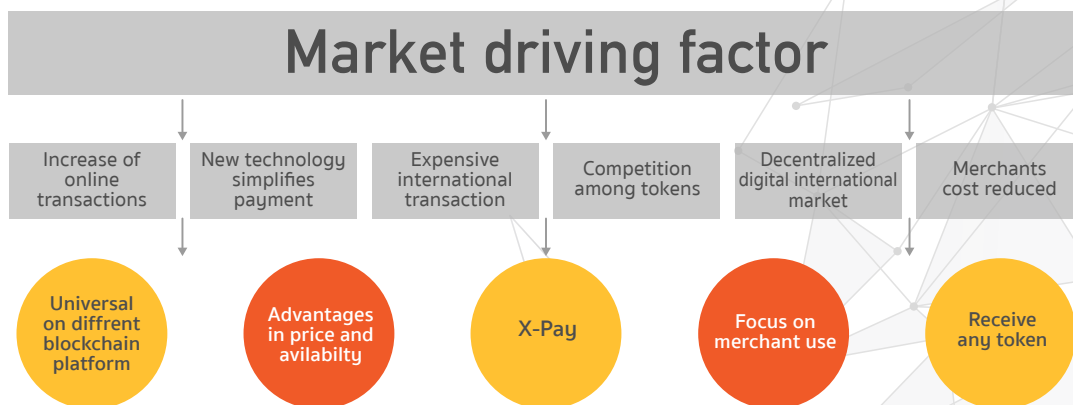 Market driving factor
Increase of
online
transactions
New technology
simplifies
payment
Expensive
international
transaction
Competition
among tokens
Decentralized
digital international
market
Merchants
cost reduced
Universal
on diffrent
blockchain
platform
Advantages
in price and
avilabilty
X-Pay
Focus on
merchant use
Receive
any token